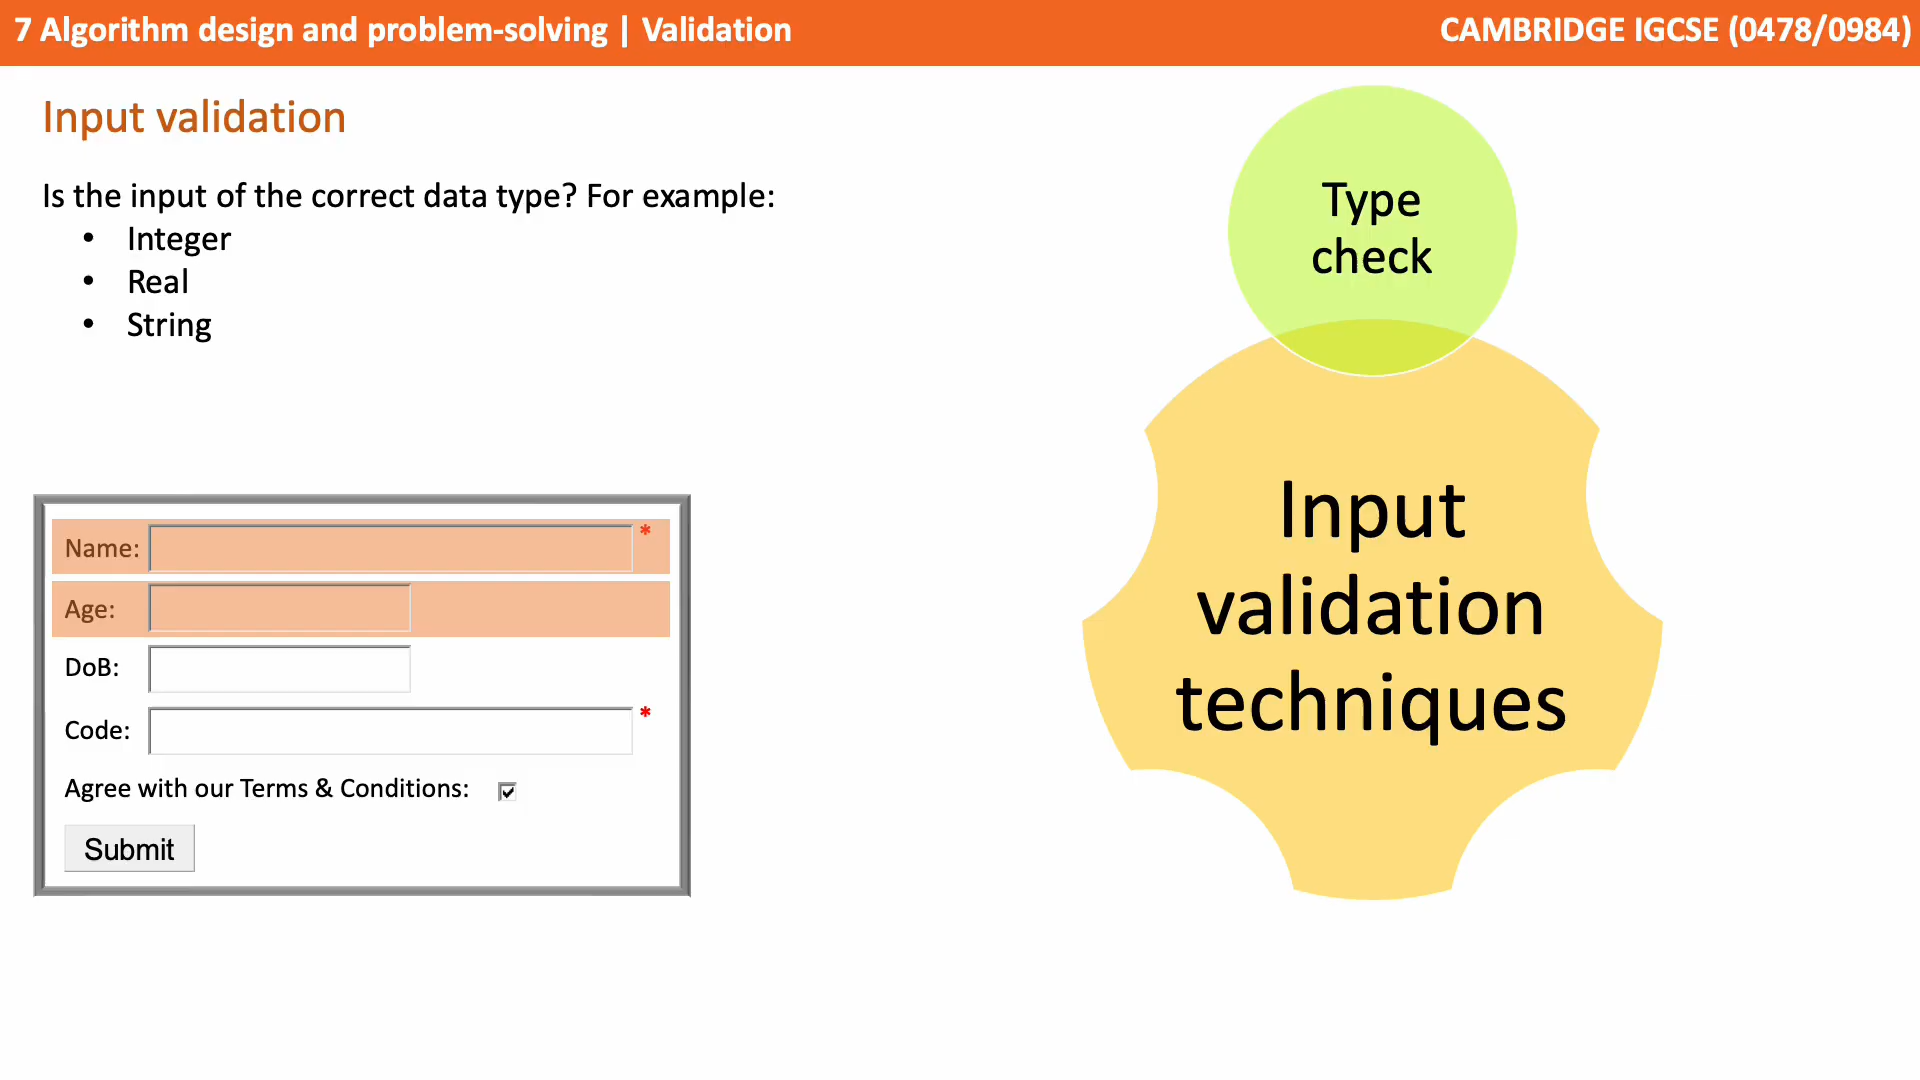 7 Algorithm design and problem-solving | Validation
CAMBRIDGE IGCSE (0478/0984)
Input validation
Is the input of the correct data type? For example:
• Integer
• Real
• String
Name: *
Age:
DoB:
Code: *
Agree with our Terms & Conditions:
Submit
Type
check
Input
validation
techniques